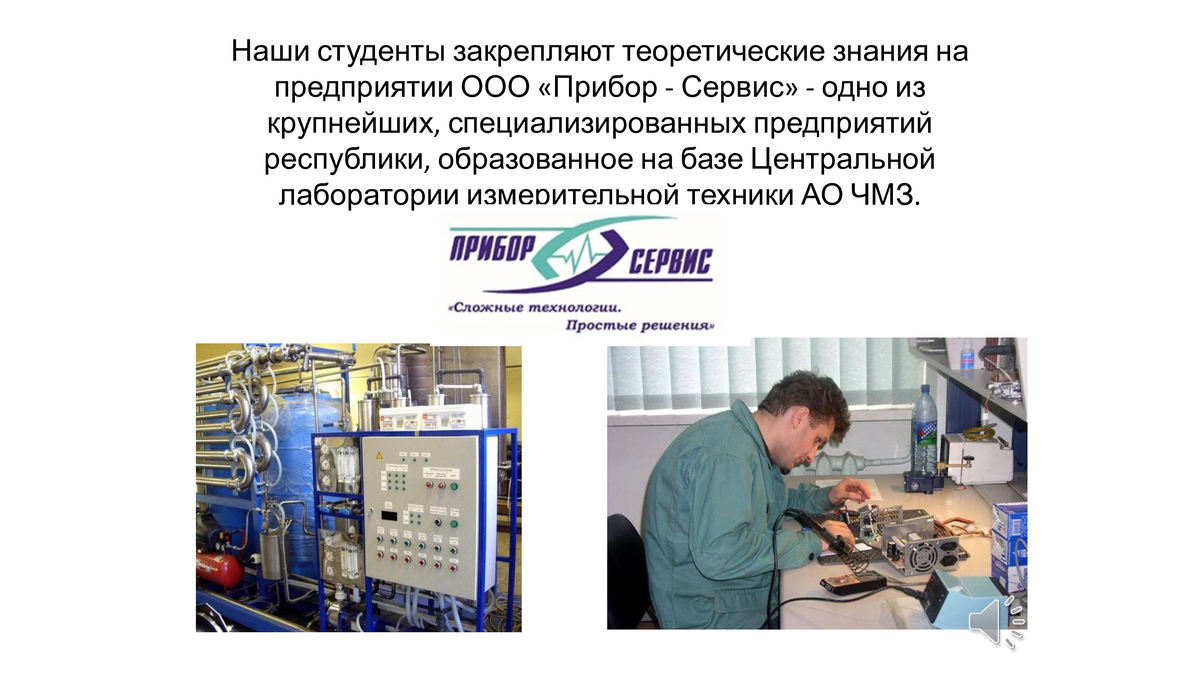 Наши студенты закрепляют теоретические знания на
предприятии ООО «Прибор - Сервис» - одно из
крупнейших, специализированных предприятий
республики, образованное на базе Центральной
лаборатории измерительной техники АО ЧМЗ.
ПРИБОР
СЕРВИС
«Сложные технологии.
Простые решения»